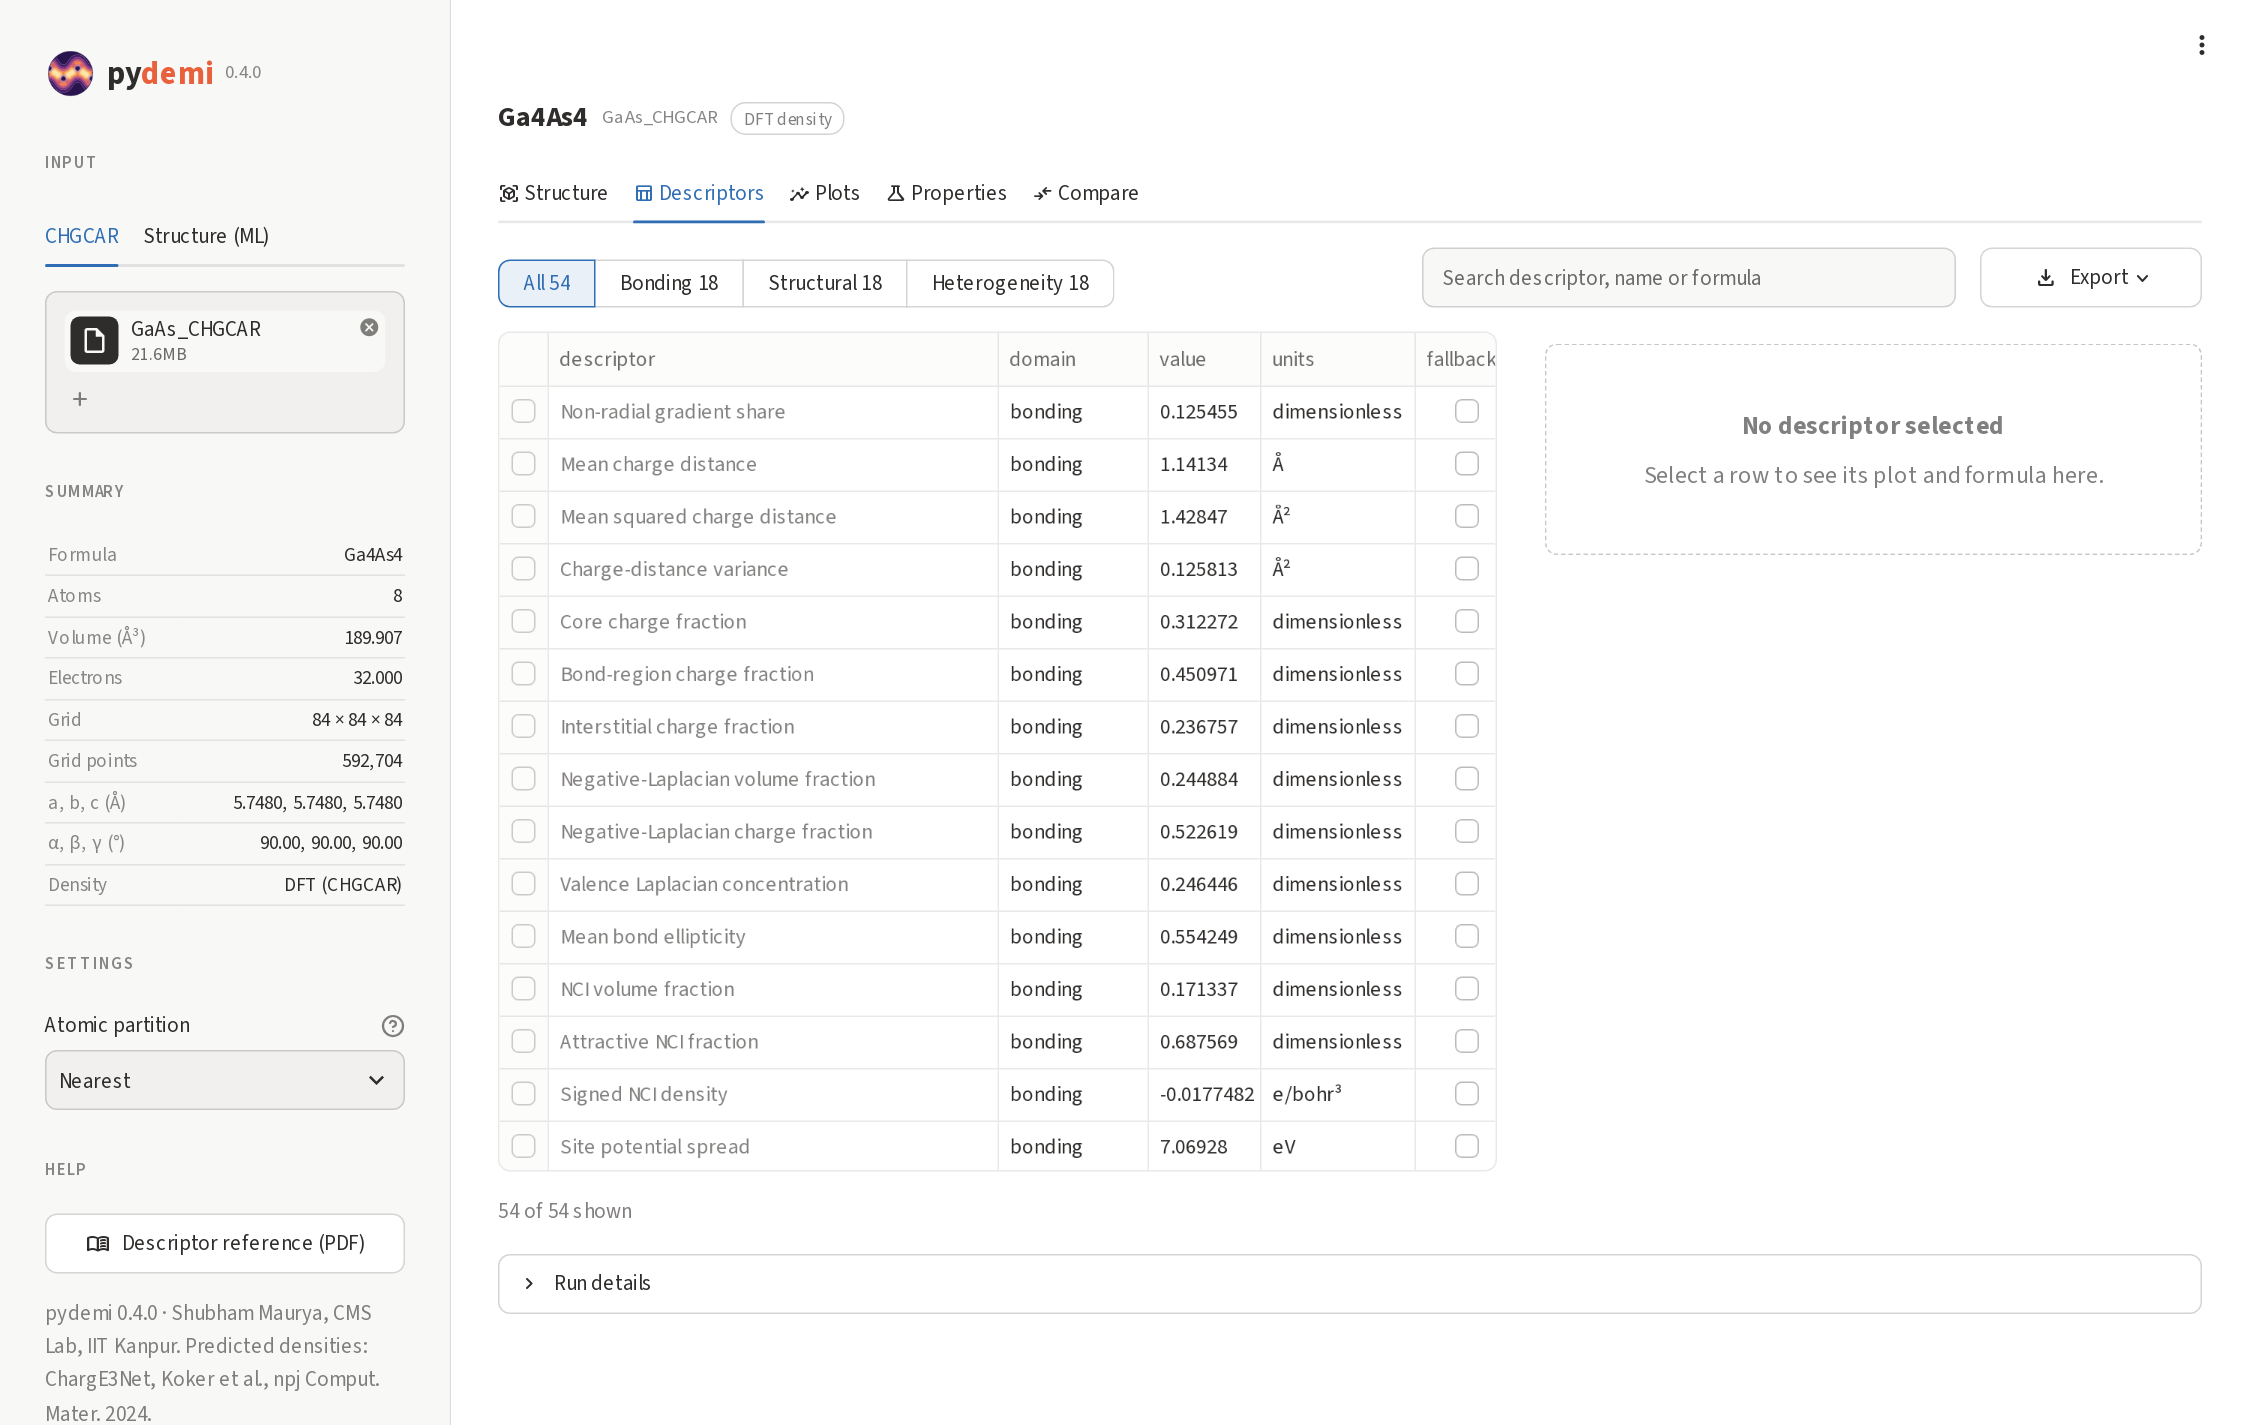 pydemi 0.4.0
INPUT
CHGCAR Structure (ML)
GaAs_CHGCAR
21.6MB
SUMMARY
Formula Ga4As4
Atoms 8
Volume (Å³) 189.907
Electrons 32.000
Grid 84 × 84 × 84
Grid points 592,704
a, b, c (Å) 5.7480, 5.7480, 5.7480
α, β, γ (°) 90.00, 90.00, 90.00
Density DFT (CHGCAR)
SETTINGS
Atomic partition
Nearest
HELP
Descriptor reference (PDF)
pydemi 0.4.0 · Shubham Maurya, CMS
Lab, IIT Kanpur. Predicted densities:
ChargE3Net, Koker et al., npj Comput.
Mater. 2024.
Ga4As4 GaAs_CHGCAR DFT density
Structure Descriptors Plots Properties Compare
All 54 Bonding 18 Structural 18 Heterogeneity 18
Search descriptor, name or formula
Export
descriptor domain value units fallback
Non-radial gradient share bonding 0.125455 dimensionless
Mean charge distance bonding 1.14134 Å
Mean squared charge distance bonding 1.42847 Å²
Charge-distance variance bonding 0.125813 Å²
Core charge fraction bonding 0.312272 dimensionless
Bond-region charge fraction bonding 0.450971 dimensionless
Interstitial charge fraction bonding 0.236757 dimensionless
Negative-Laplacian volume fraction bonding 0.244884 dimensionless
Negative-Laplacian charge fraction bonding 0.522619 dimensionless
Valence Laplacian concentration bonding 0.246446 dimensionless
Mean bond ellipticity bonding 0.554249 dimensionless
NCI volume fraction bonding 0.171337 dimensionless
Attractive NCI fraction bonding 0.687569 dimensionless
Signed NCI density bonding -0.0177482 e/bohr³
Site potential spread bonding 7.06928 eV
No descriptor selected
Select a row to see its plot and formula here.
54 of 54 shown
Run details